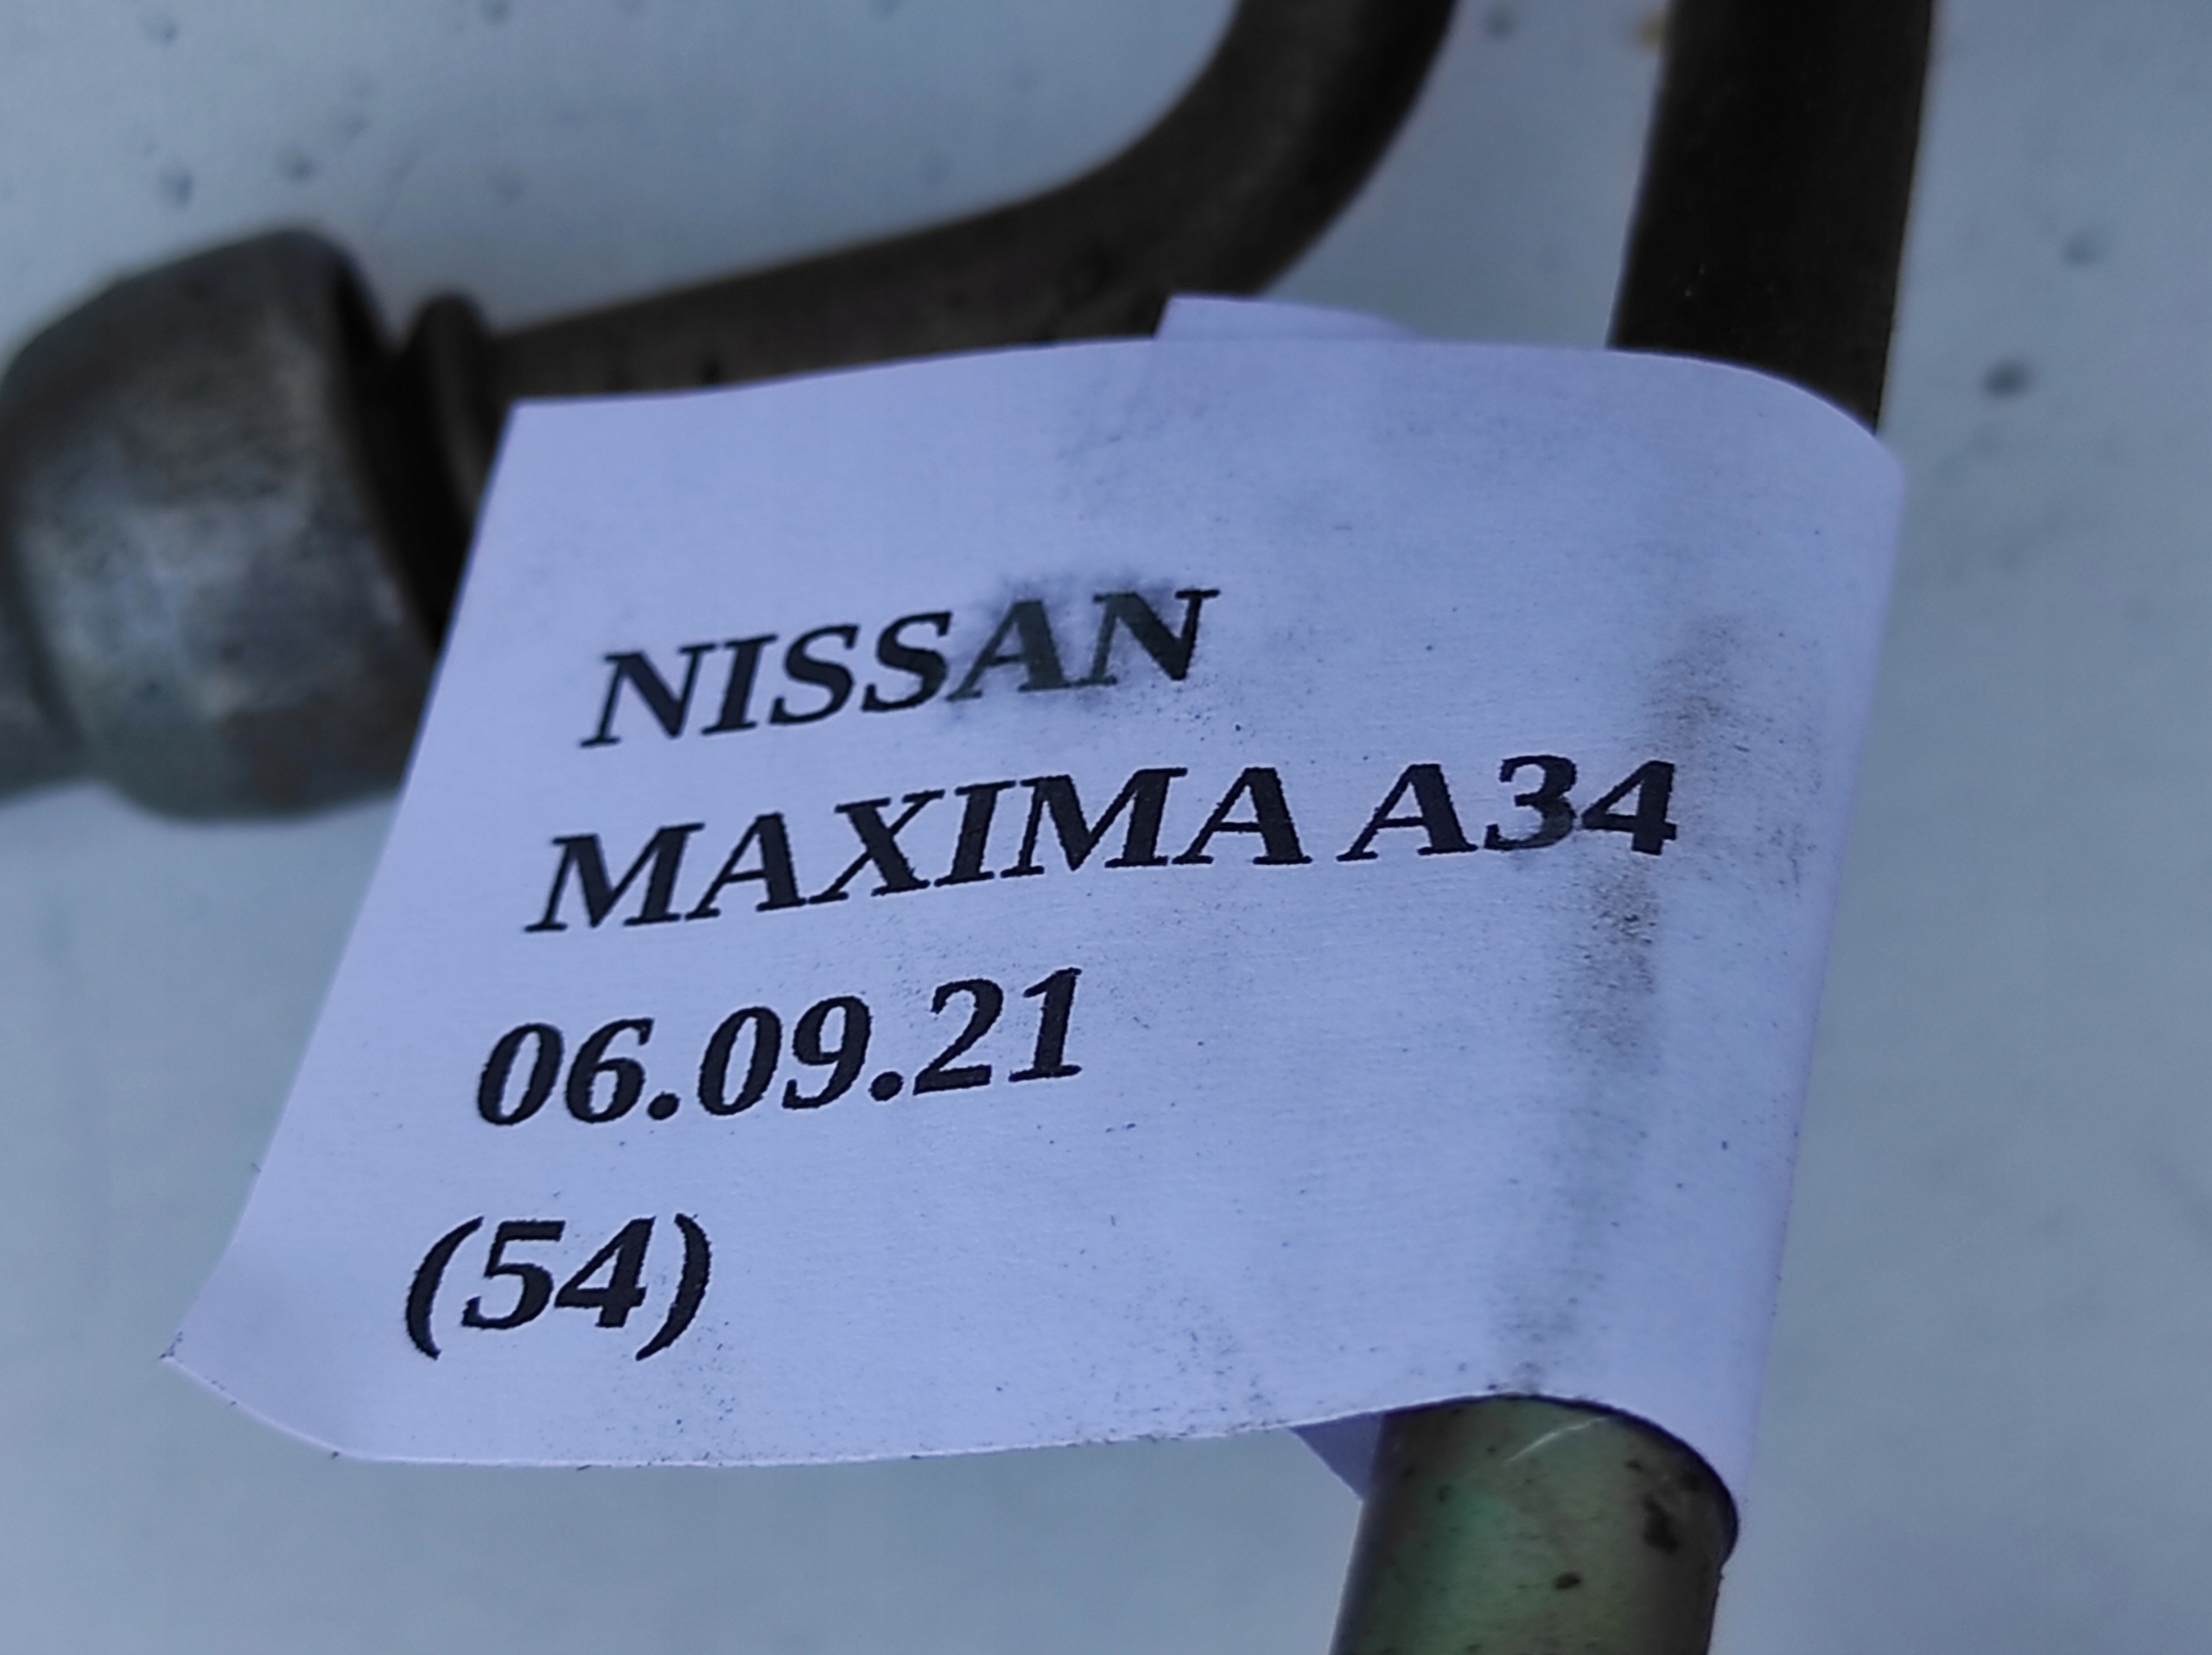 NISSAN
MAXIMA A34
06.09.21
(54)